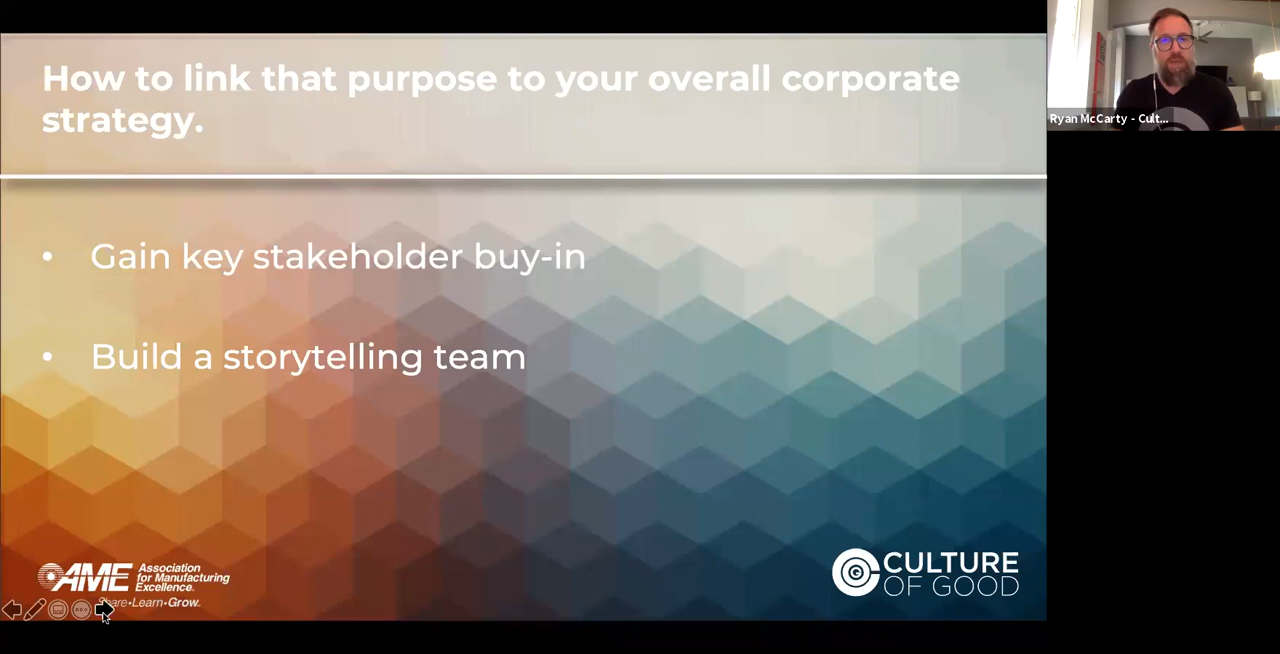 How to link that purpose to your overall corporate
strategy.
• Gain key stakeholder buy-in
• Build a storytelling team
AME
Association
for Manufacturing
Excellence.
Share•Learn•Grow.
CULTURE
OF GOOD
Ryan McCarty - Cult...